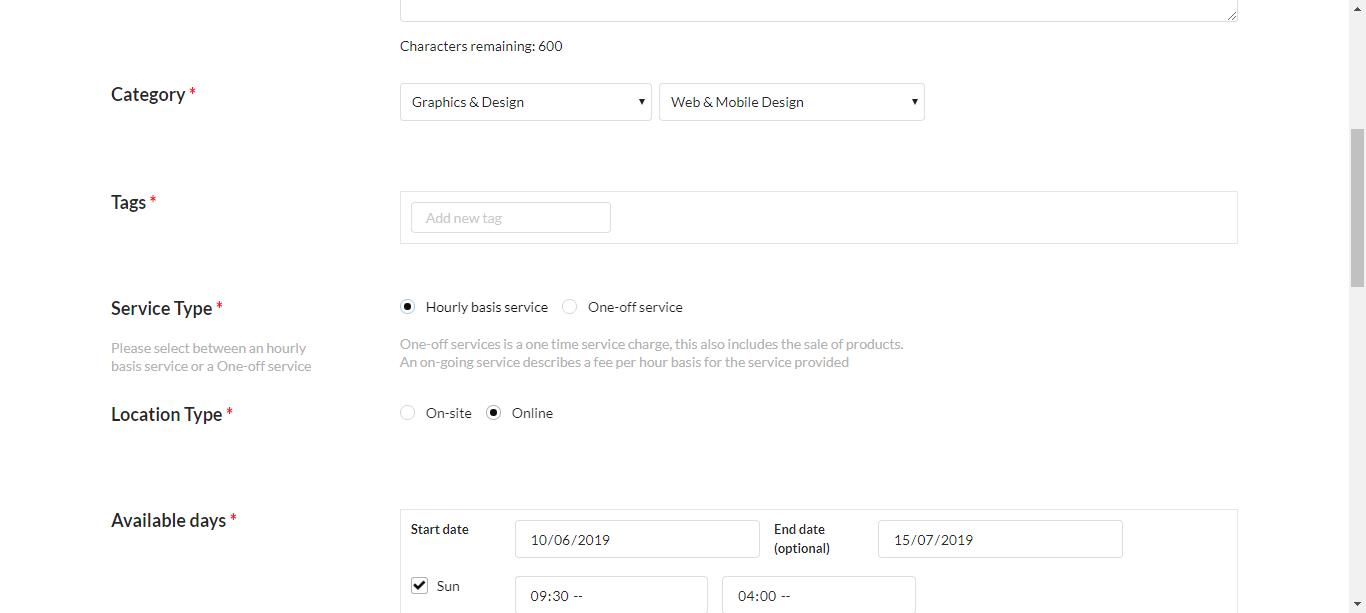 Characters remaining: 600
Category *
Graphics & Design
Web & Mobile Design
Tags *
Add new tag
Service Type *
Hourly basis service
One-off service
Please select between an hourly
basis service or a One-off service
One-off services is a one time service charge, this also includes the sale of products.
An on-going service describes a fee per hour basis for the service provided
Location Type *
On-site
Online
Available days *
Start date
10/06/2019
End date
(optional)
15/07/2019
Sun
09:30 --
04:00 --